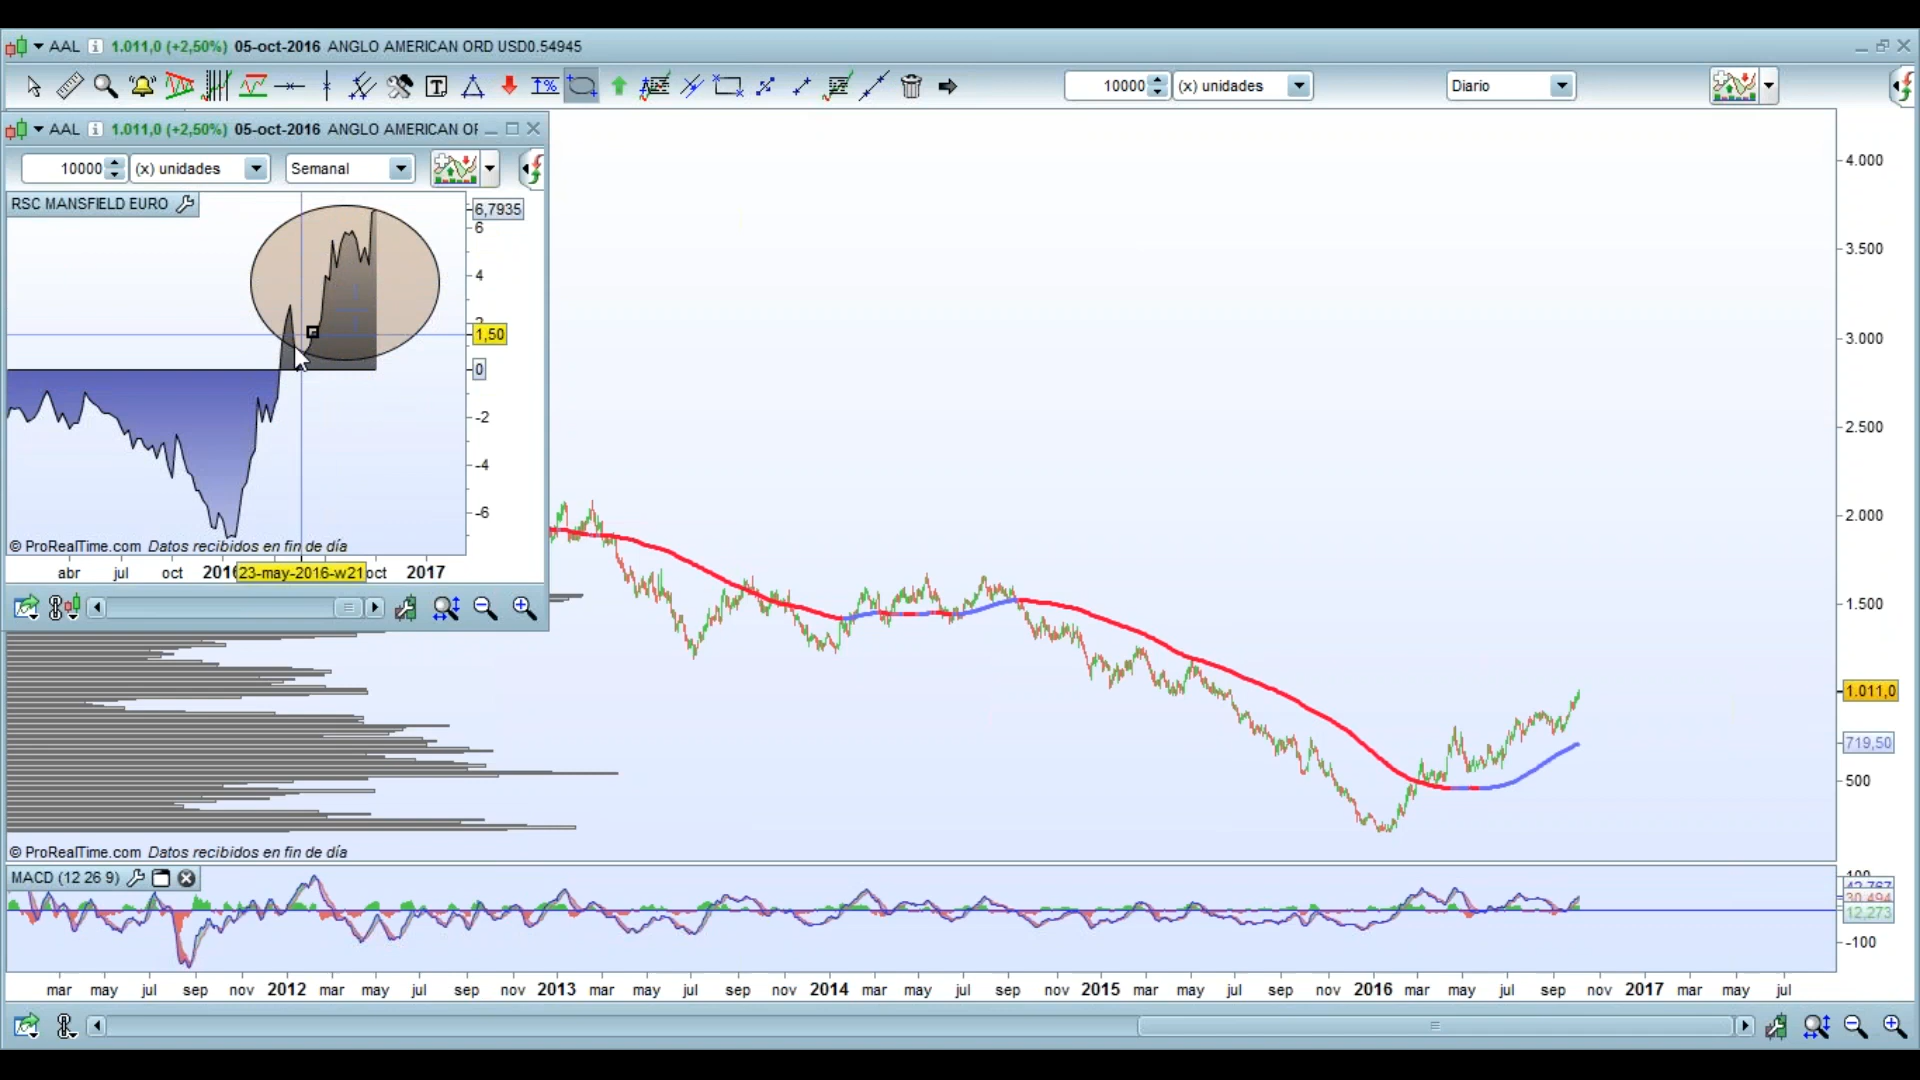 AAL 1.011,0 (+2,50%) 05-oct-2016 ANGLO AMERICAN ORD USD0.54945
10000 (x) unidades Diario
AAL 1.011,0 (+2,50%) 05-oct-2016 ANGLO AMERICAN OR
10000 (x) unidades Semanal
RSC MANSFIELD EURO
6,7935
6
4
2
1,50
0
-2
-4
-6
© ProRealTime.com Datos recibidos en fin de día
abr jul oct 2016 23-may-2016-w21 oct 2017
4.000
3.500
3.000
2.500
2.000
1.500
1.011,0
719,50
500
© ProRealTime.com Datos recibidos en fin de día
MACD (12 26 9)
100
42,767
30,494
12,273
-100
mar may jul sep nov 2012 mar may jul sep nov 2013 mar may jul sep nov 2014 mar may jul sep nov 2015 mar may jul sep nov 2016 mar may jul sep nov 2017 mar may jul